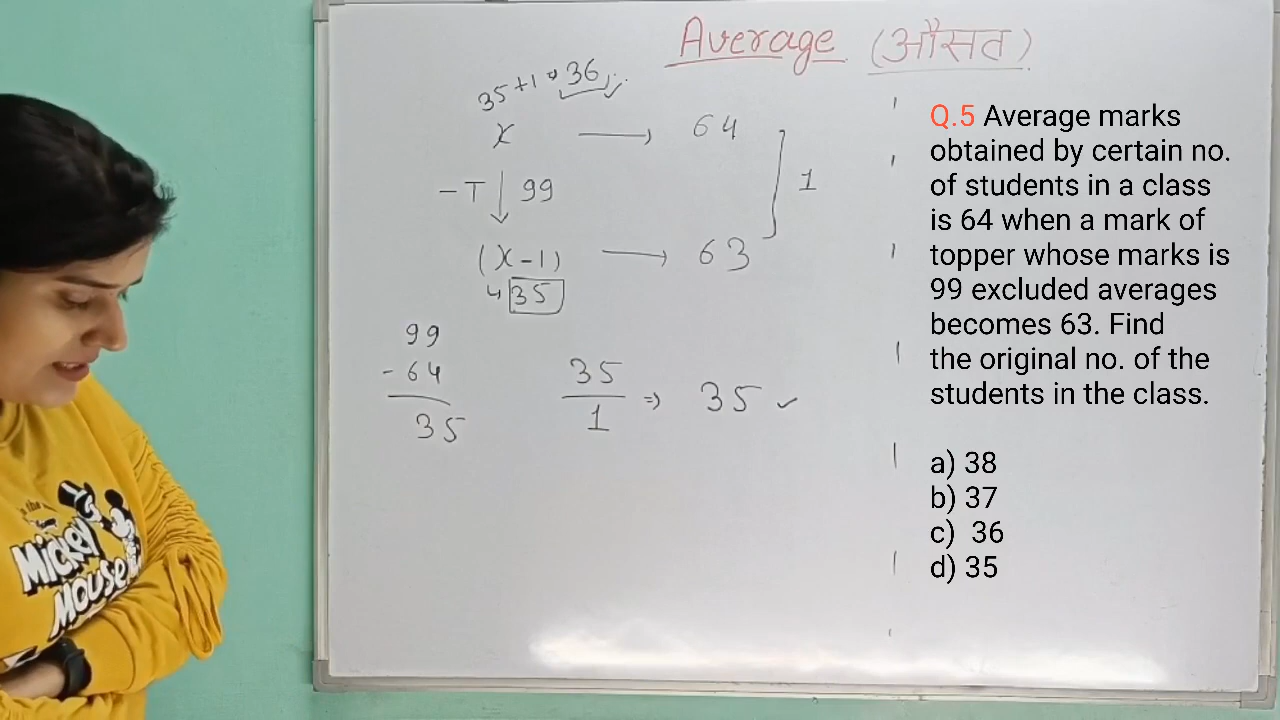 Average (औसत)
35+1⇒36
x → 64
-T ↓ 99
] 1
(x-1) → 63
↳ 35
99
-64
35
35
1
⇒ 35 ✓
Q.5 Average marks
obtained by certain no.
of students in a class
is 64 when a mark of
topper whose marks is
99 excluded averages
becomes 63. Find
the original no. of the
students in the class.
a) 38
b) 37
c) 36
d) 35
MICKEY
MOUSE